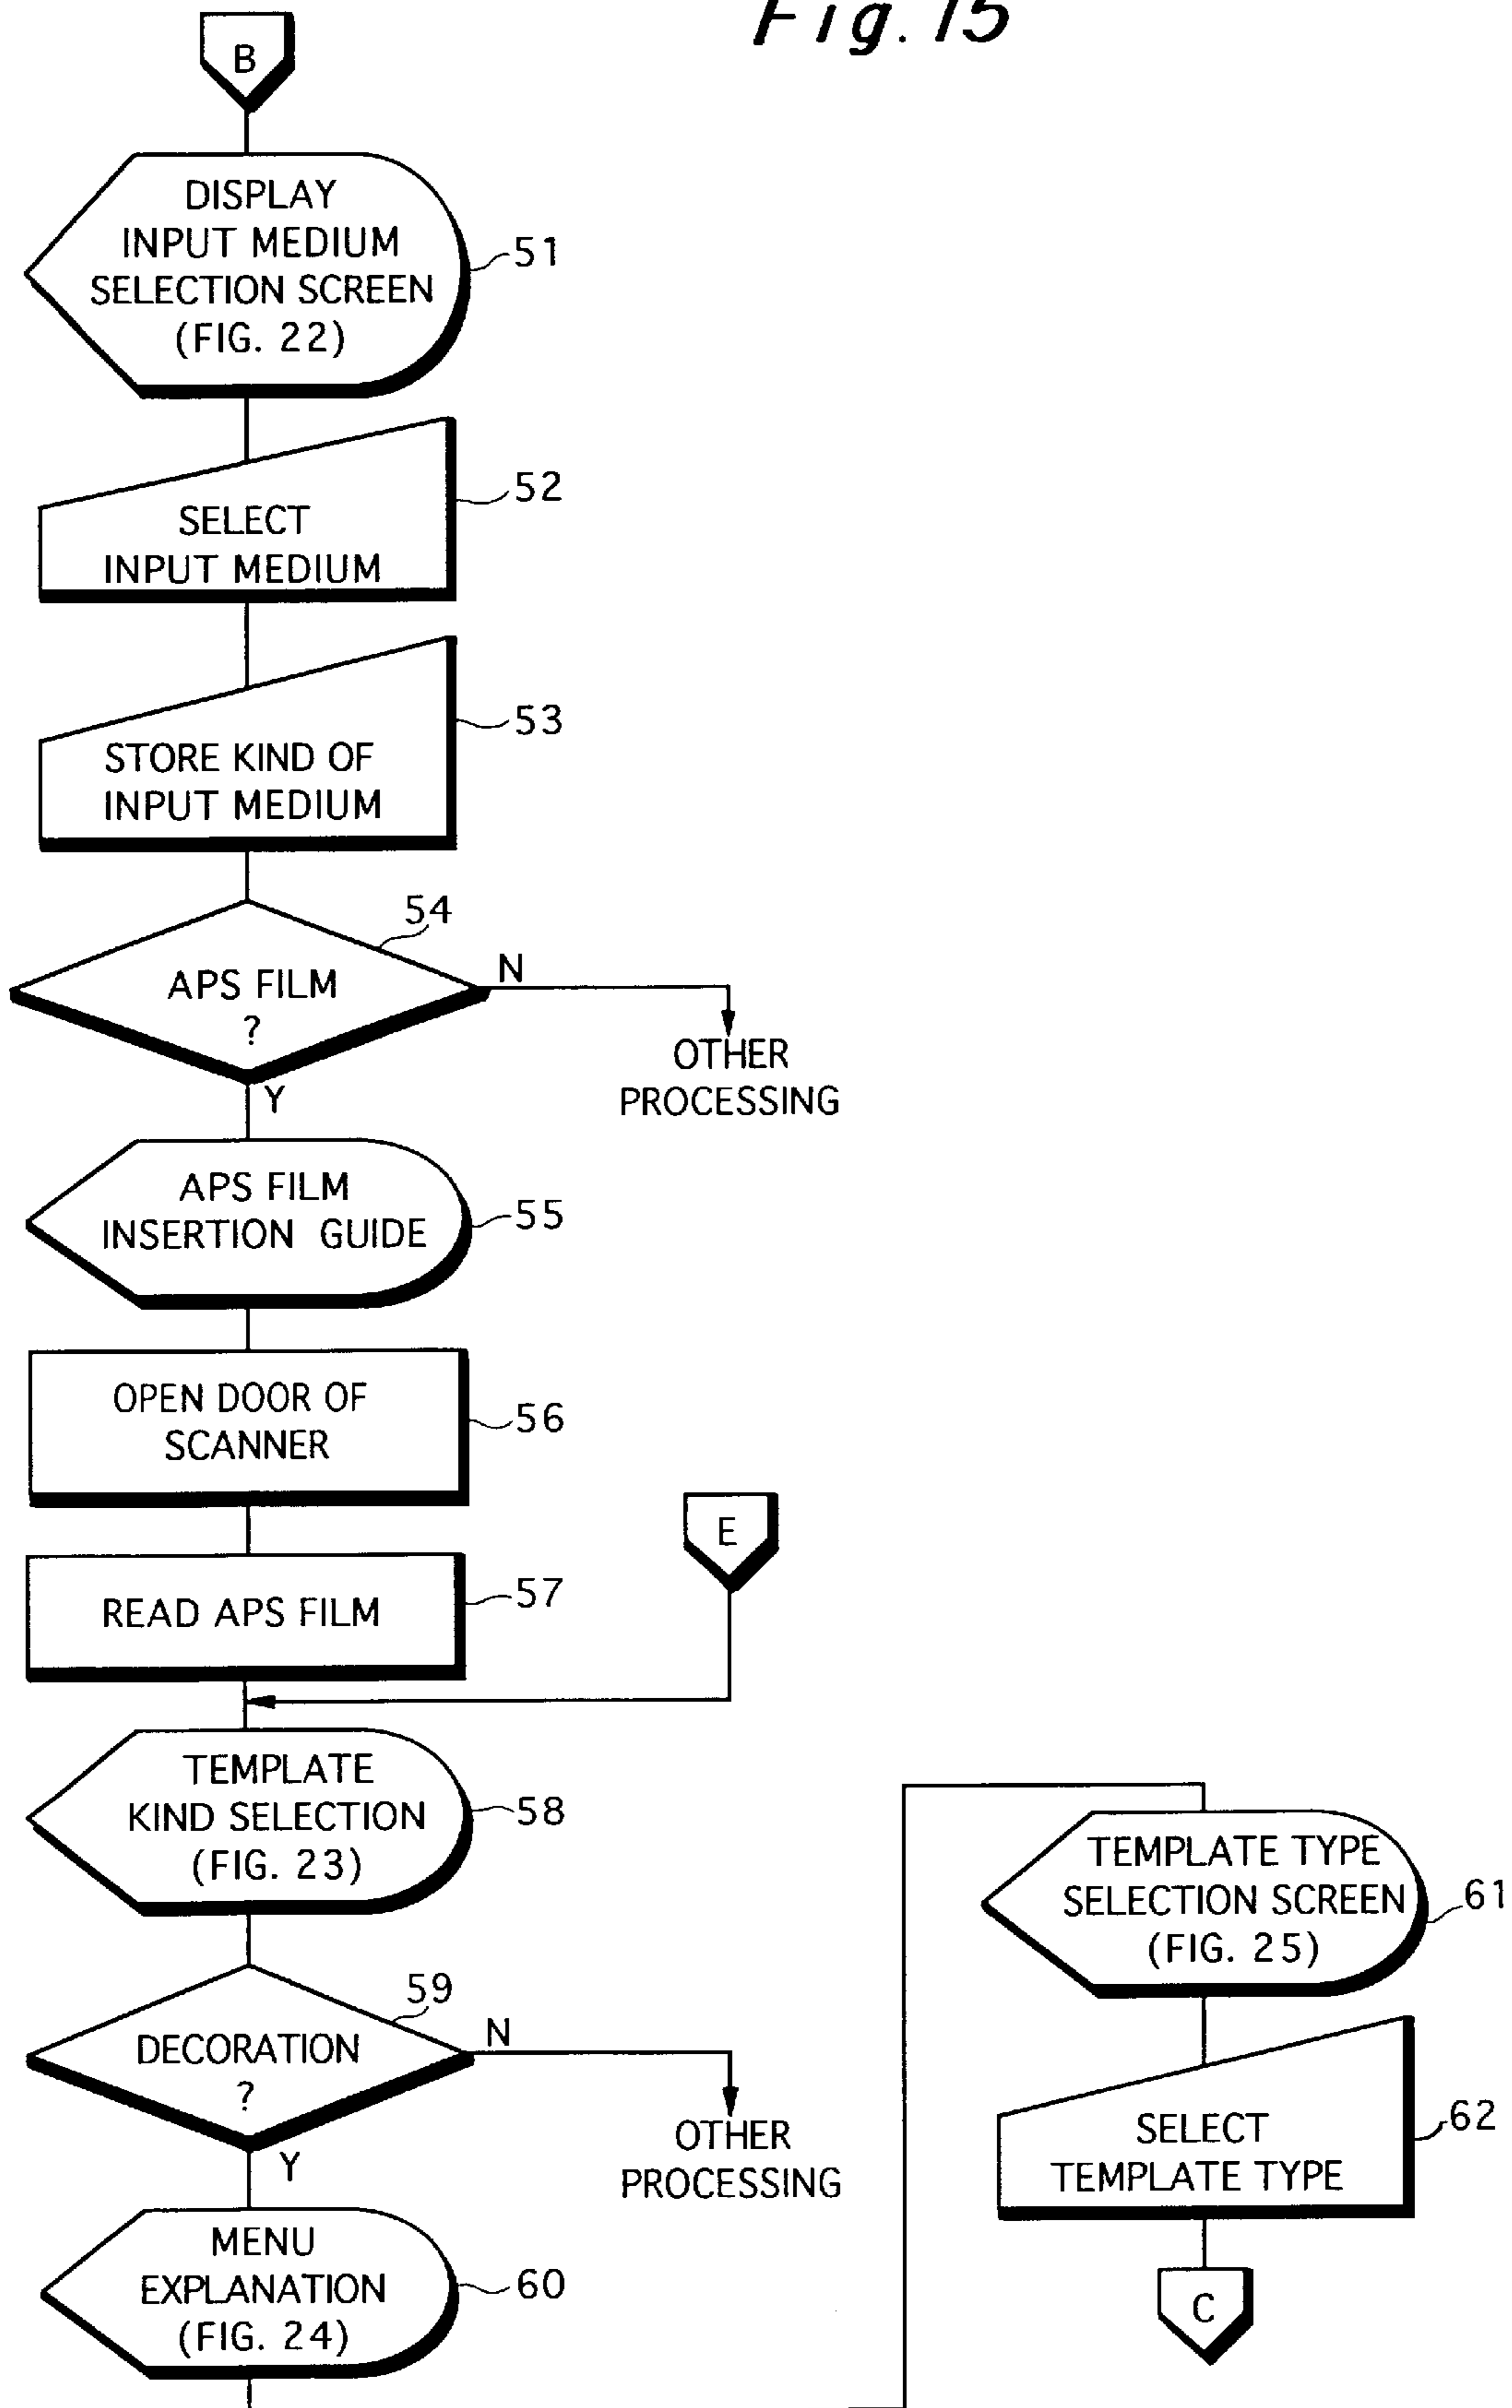 Fig. 15
B
DISPLAY
INPUT MEDIUM
SELECTION SCREEN
(FIG. 22)
51
SELECT
INPUT MEDIUM
52
STORE KIND OF
INPUT MEDIUM
53
54
APS FILM
?
N
OTHER
PROCESSING
Y
APS FILM
INSERTION GUIDE
55
OPEN DOOR OF
SCANNER
56
E
READ APS FILM
57
TEMPLATE
KIND SELECTION
(FIG. 23)
58
59
DECORATION
?
N
OTHER
PROCESSING
Y
MENU
EXPLANATION
(FIG. 24)
60
TEMPLATE TYPE
SELECTION SCREEN
(FIG. 25)
61
SELECT
TEMPLATE TYPE
62
C